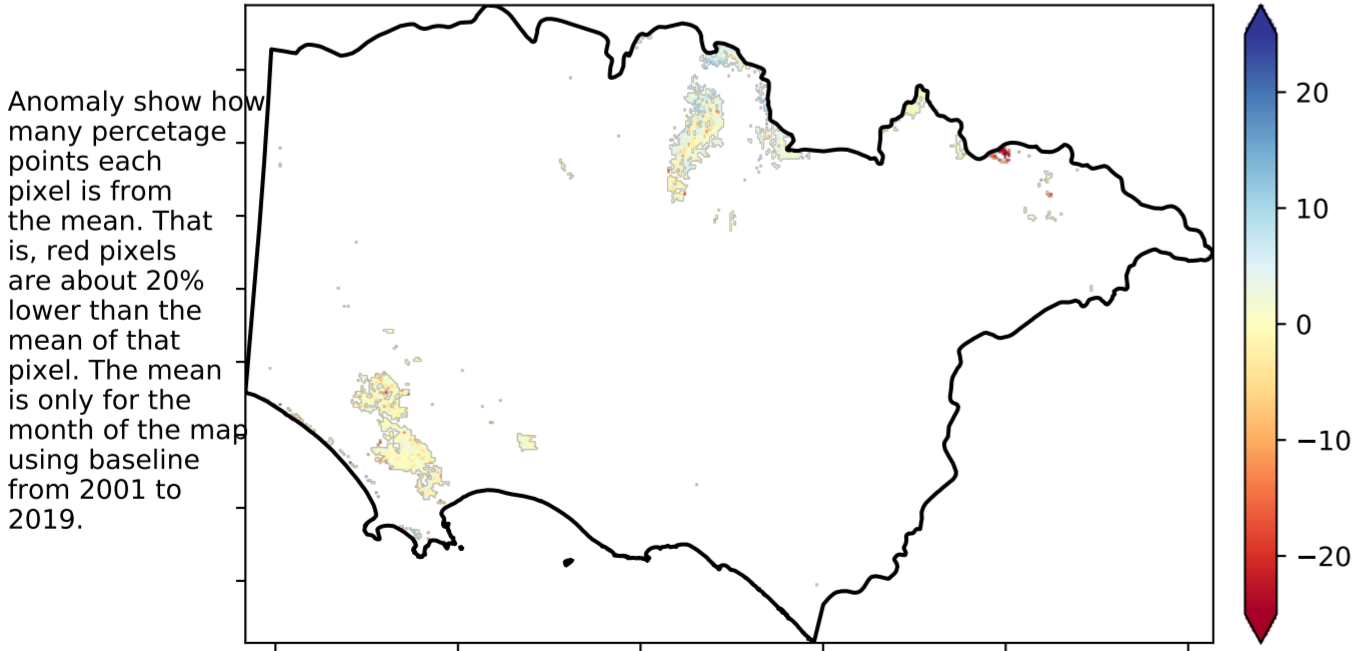 Anomaly show how
many percetage
points each
pixel is from
the mean. That
is, red pixels
are about 20%
lower than the
mean of that
pixel. The mean
is only for the
month of the map
using baseline
from 2001 to
2019.
20
10
0
−10
−20